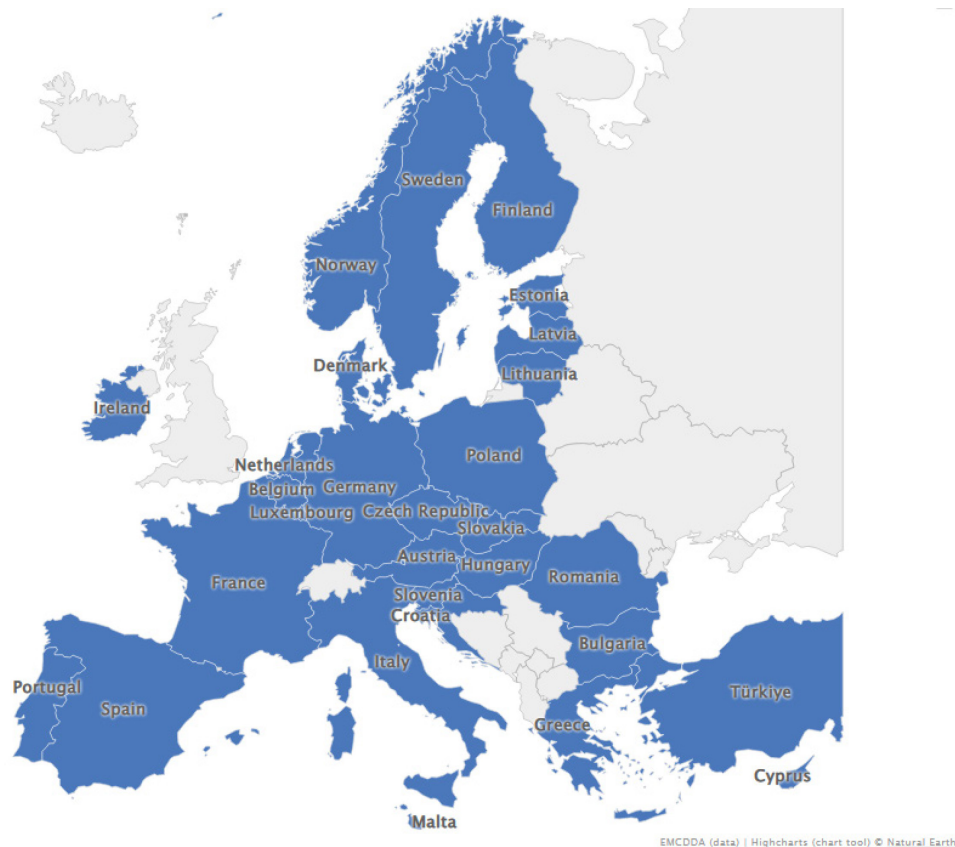 Sweden
Finland
Norway
Estonia
Latvia
Denmark
Lithuania
Ireland
Poland
Netherlands
Belgium
Germany
Luxembourg
Czech Republic
Slovakia
Austria
Hungary
France
Romania
Slovenia
Croatia
Bulgaria
Italy
Portugal
Türkiye
Spain
Greece
Cyprus
Malta
EMCDDA (data) | Highcharts (chart tool) © Natural Earth